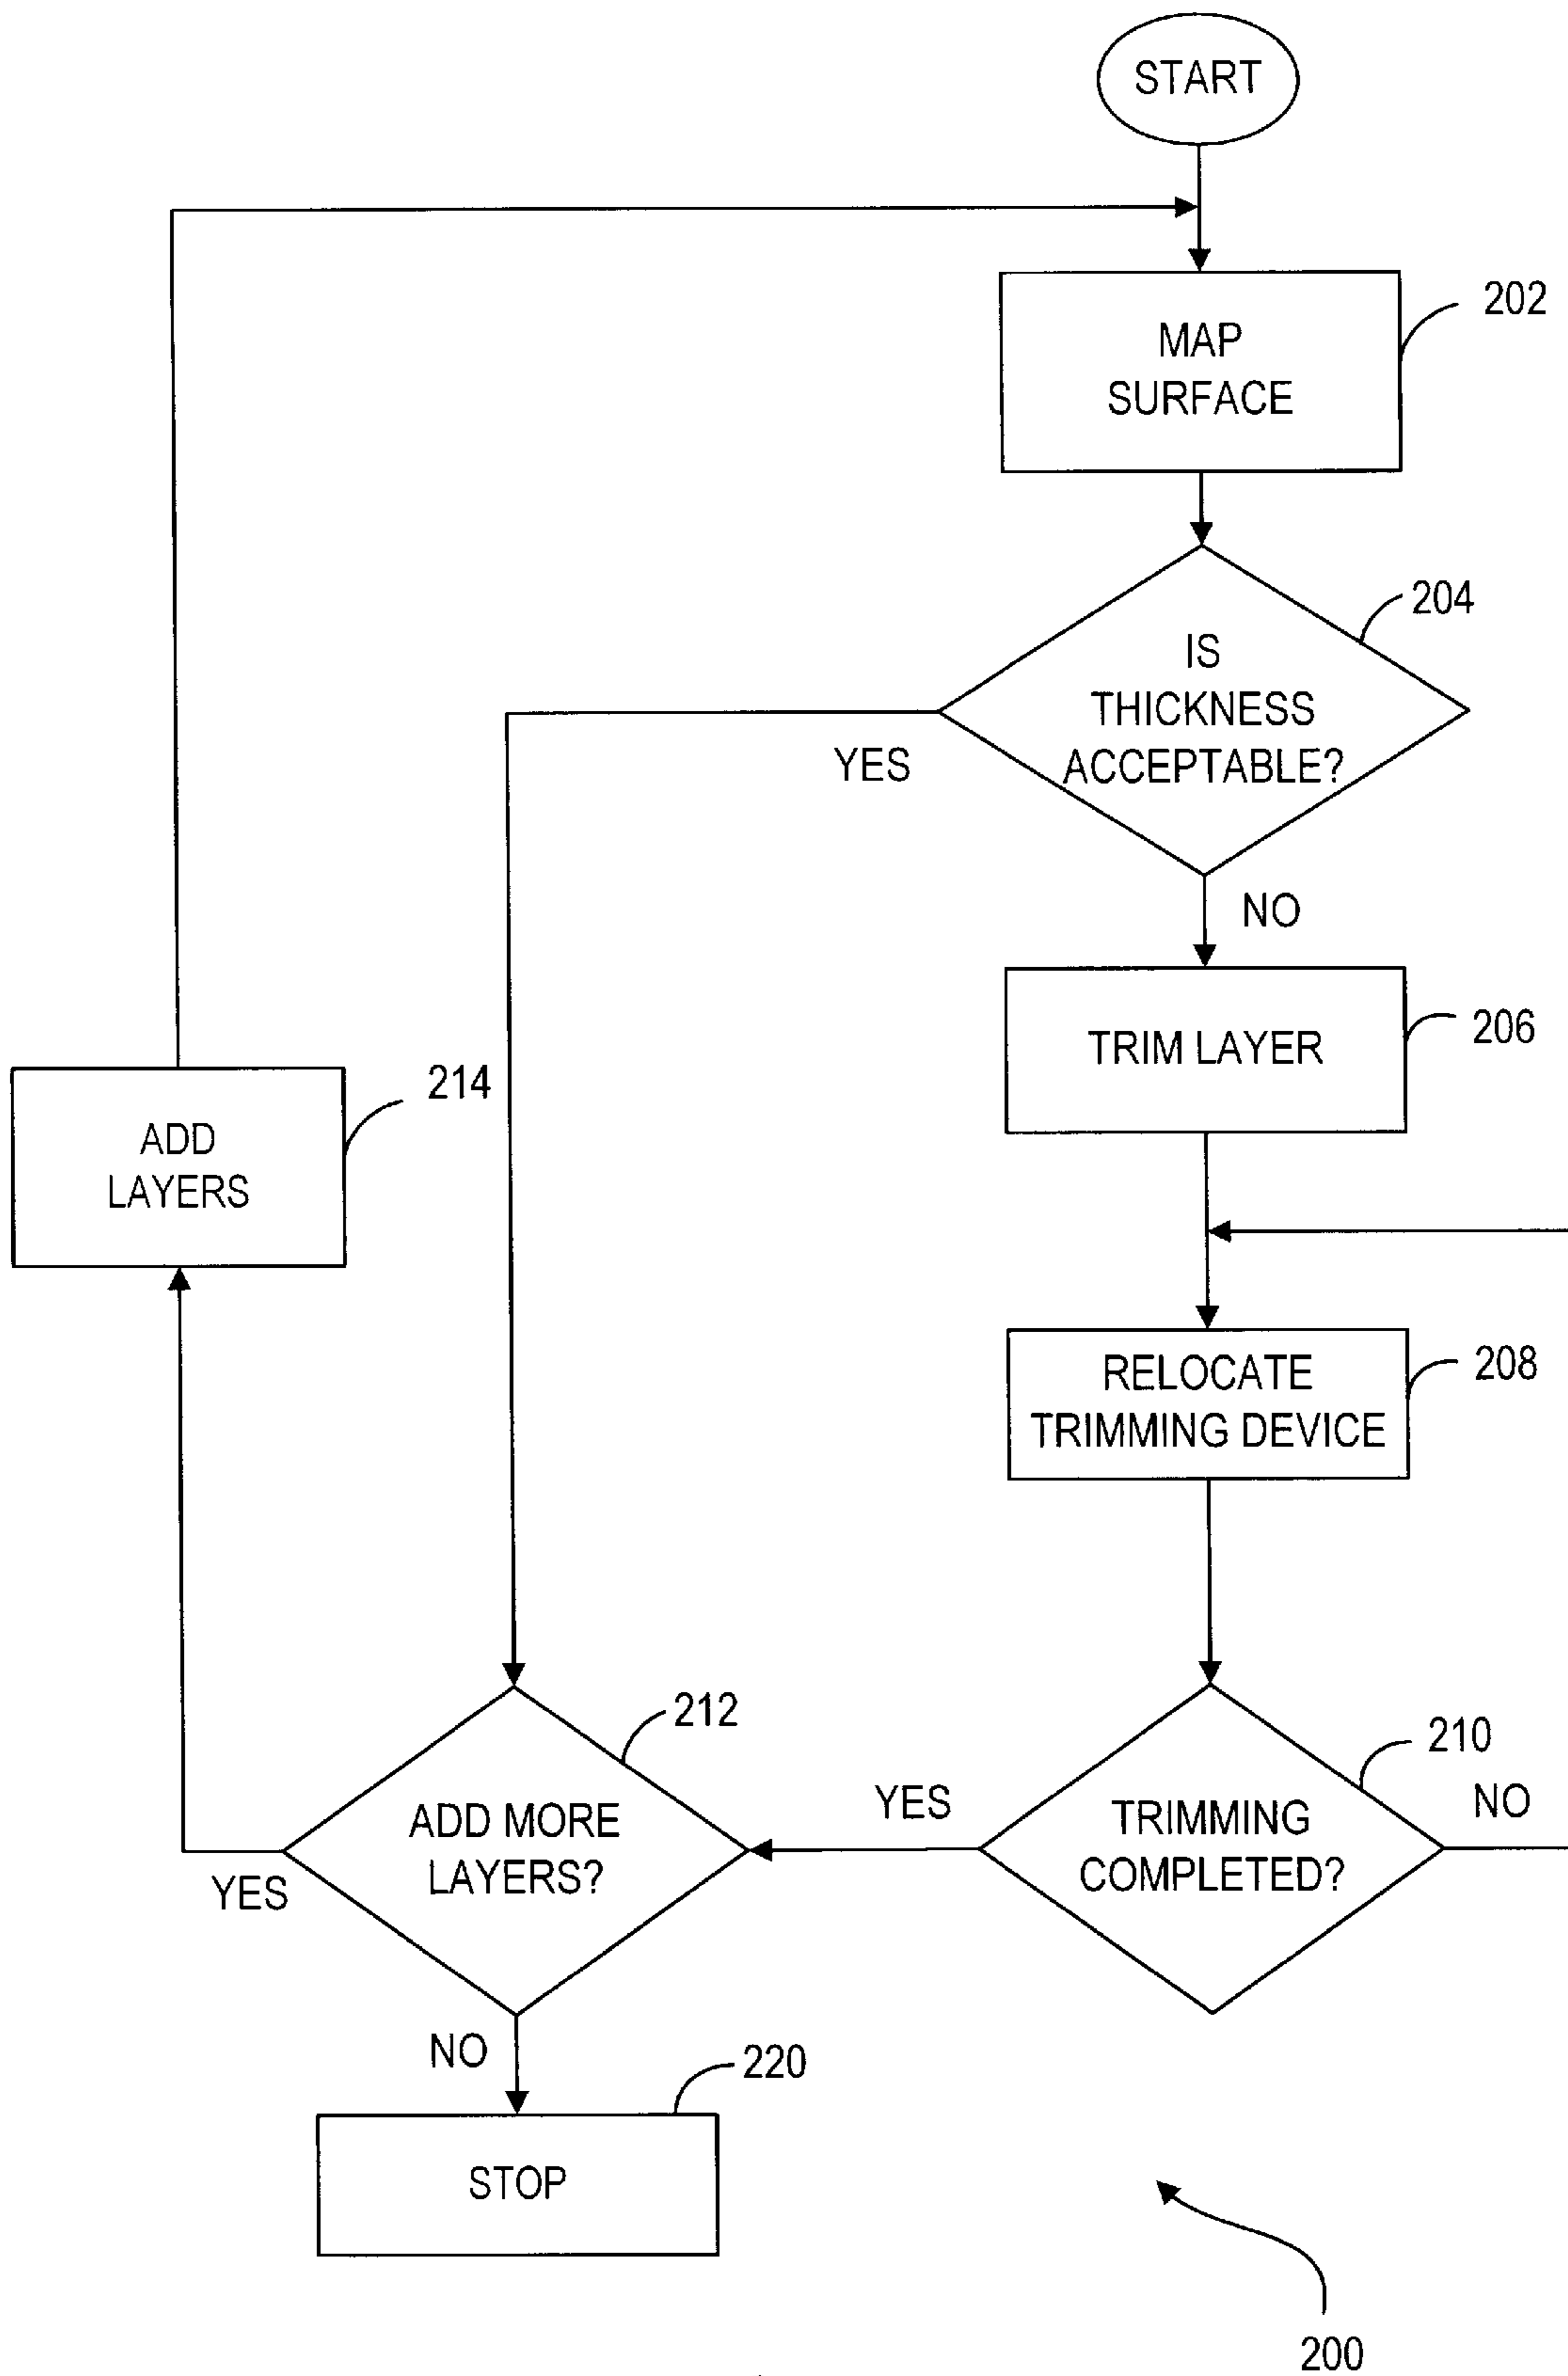 START
MAP
SURFACE
202
IS
THICKNESS
ACCEPTABLE?
204
YES
NO
TRIM LAYER
206
ADD
LAYERS
214
RELOCATE
TRIMMING DEVICE
208
ADD MORE
LAYERS?
212
YES
TRIMMING
COMPLETED?
210
NO
YES
NO
STOP
220
200